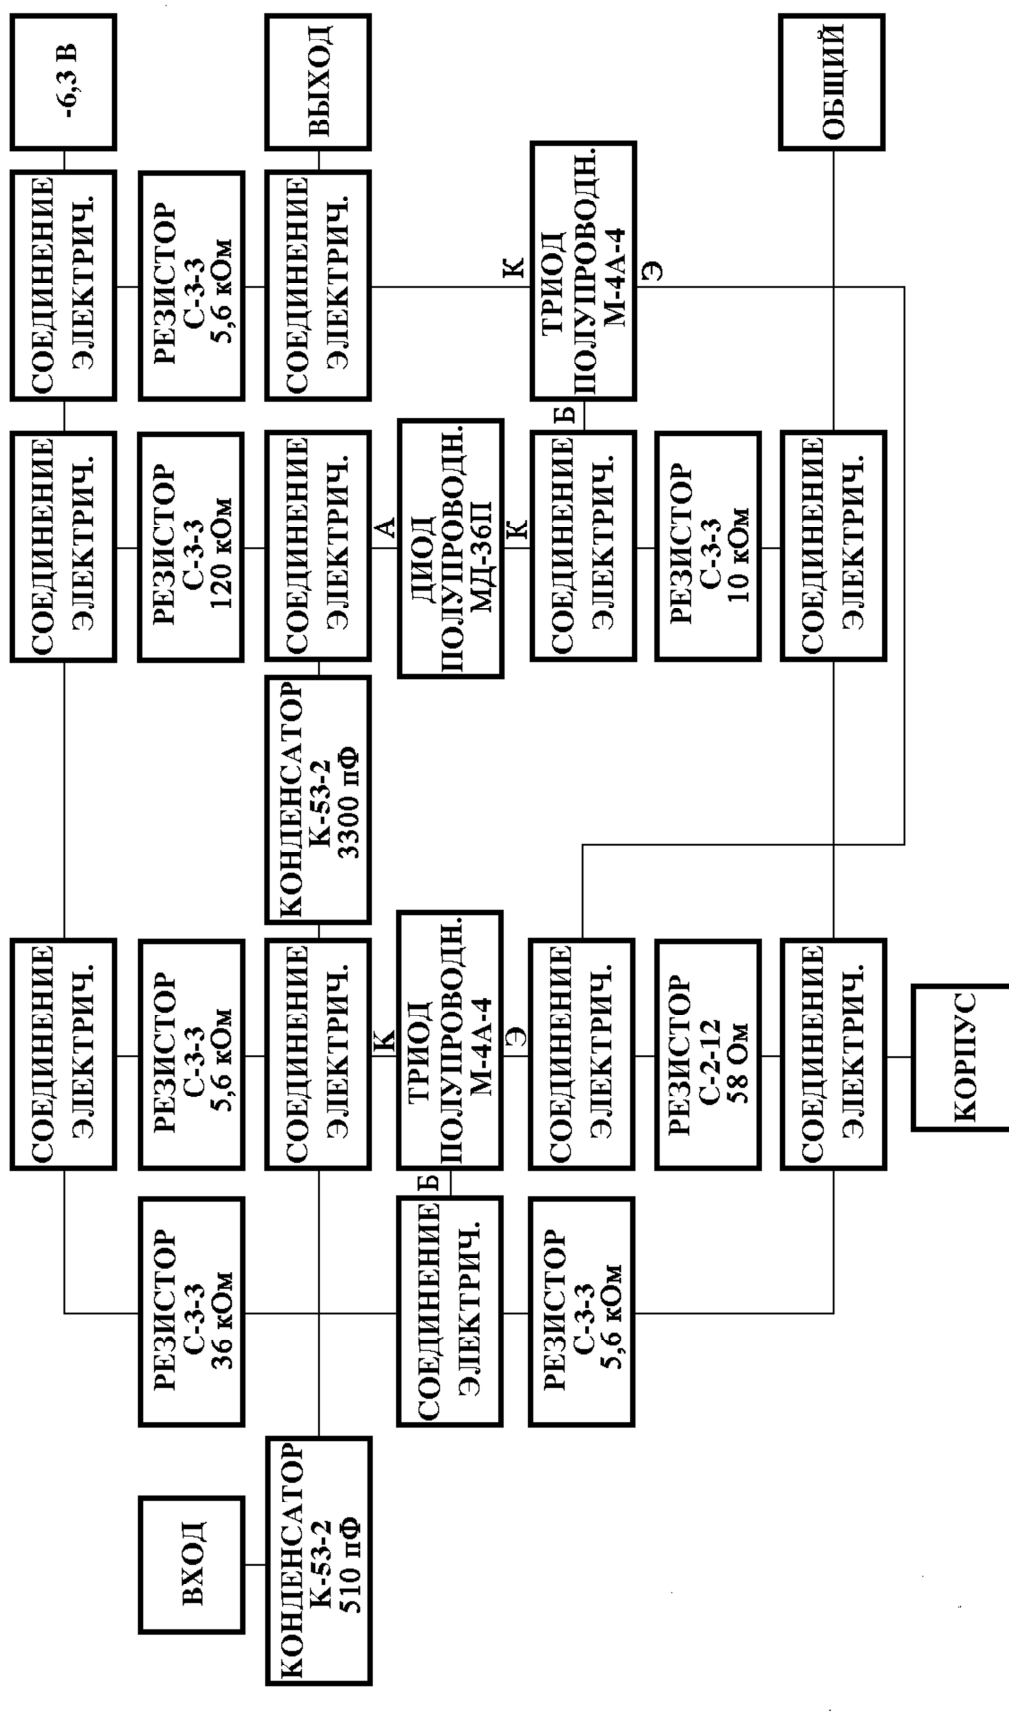 СОЕДИНЕНИЕ
ЭЛЕКТРИЧ.
СОЕДИНЕНИЕ
ЭЛЕКТРИЧ.
СОЕДИНЕНИЕ
ЭЛЕКТРИЧ.
-6,3 В
ВХОД
РЕЗИСТОР
С-3-3
36 кОм
РЕЗИСТОР
С-3-3
5,6 кОм
РЕЗИСТОР
С-3-3
120 кОм
РЕЗИСТОР
С-3-3
5,6 кОм
КОНДЕНСАТОР
К-53-2
510 пФ
СОЕДИНЕНИЕ
ЭЛЕКТРИЧ.
КОНДЕНСАТОР
К-53-2
3300 пФ
СОЕДИНЕНИЕ
ЭЛЕКТРИЧ.
СОЕДИНЕНИЕ
ЭЛЕКТРИЧ.
ВЫХОД
К
А
СОЕДИНЕНИЕ
ЭЛЕКТРИЧ.
Б
ТРИОД
ПОЛУПРОВОДН.
М-4А-4
ДИОД
ПОЛУПРОВОДН.
МД-36П
Э
К
К
РЕЗИСТОР
С-3-3
5,6 кОм
СОЕДИНЕНИЕ
ЭЛЕКТРИЧ.
СОЕДИНЕНИЕ
ЭЛЕКТРИЧ.
Б
ТРИОД
ПОЛУПРОВОДН.
М-4А-4
Э
РЕЗИСТОР
С-2-12
58 Ом
РЕЗИСТОР
С-3-3
10 кОм
СОЕДИНЕНИЕ
ЭЛЕКТРИЧ.
СОЕДИНЕНИЕ
ЭЛЕКТРИЧ.
ОБЩИЙ
КОРПУС